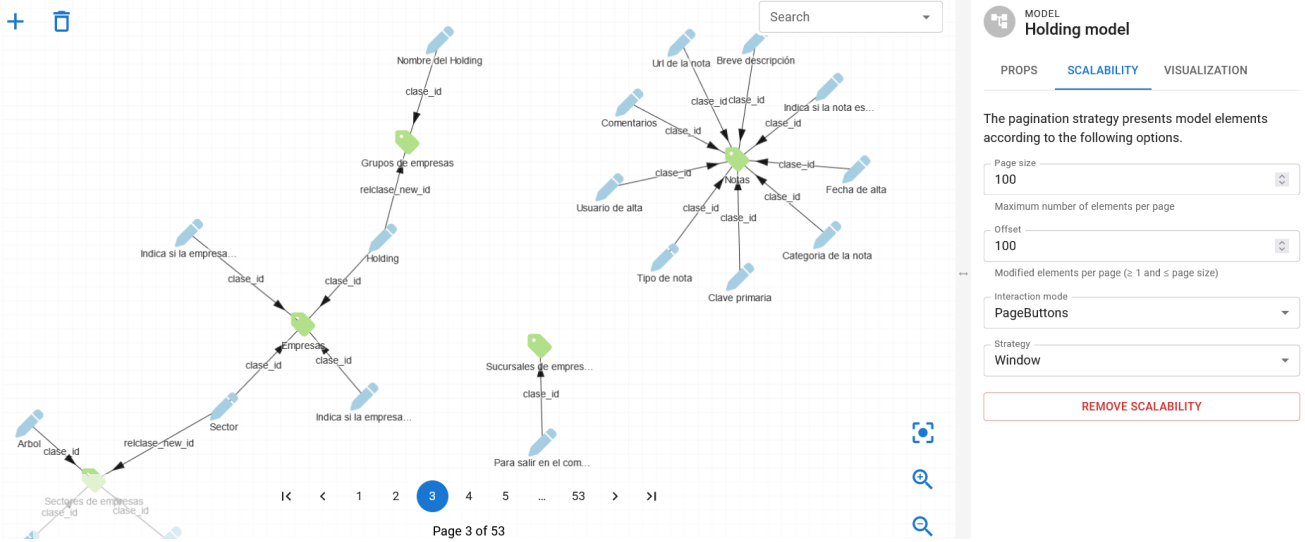 Search
Nombre del Holding
clase_id
Grupos de empresas
relclase_new_id
Holding
Indica si la empresa...
clase_id
clase_id
Empresas
clase_id
clase_id
Indica si la empresa...
Sector
Arbol
clase_id
relclase_new_id
Sectores de empresas
clase_id
clase_id
Url de la nota
Breve descripción
clase_id
clase_id
Indica si la nota es...
Comentarios
clase_id
clase_id
Notas
clase_id
Fecha de alta
clase_id
Usuario de alta
clase_id
clase_id
clase_id
Categoria de la nota
Tipo de nota
Clave primaria
Sucursales de empres...
clase_id
Para salir en el com...
1
2
3
4
5
...
53
Page 3 of 53
MODEL
Holding model
PROPS
SCALABILITY
VISUALIZATION
The pagination strategy presents model elements
according to the following options.
Page size
100
Maximum number of elements per page
Offset
100
Modified elements per page (≥ 1 and ≤ page size)
Interaction mode
PageButtons
Strategy
Window
REMOVE SCALABILITY